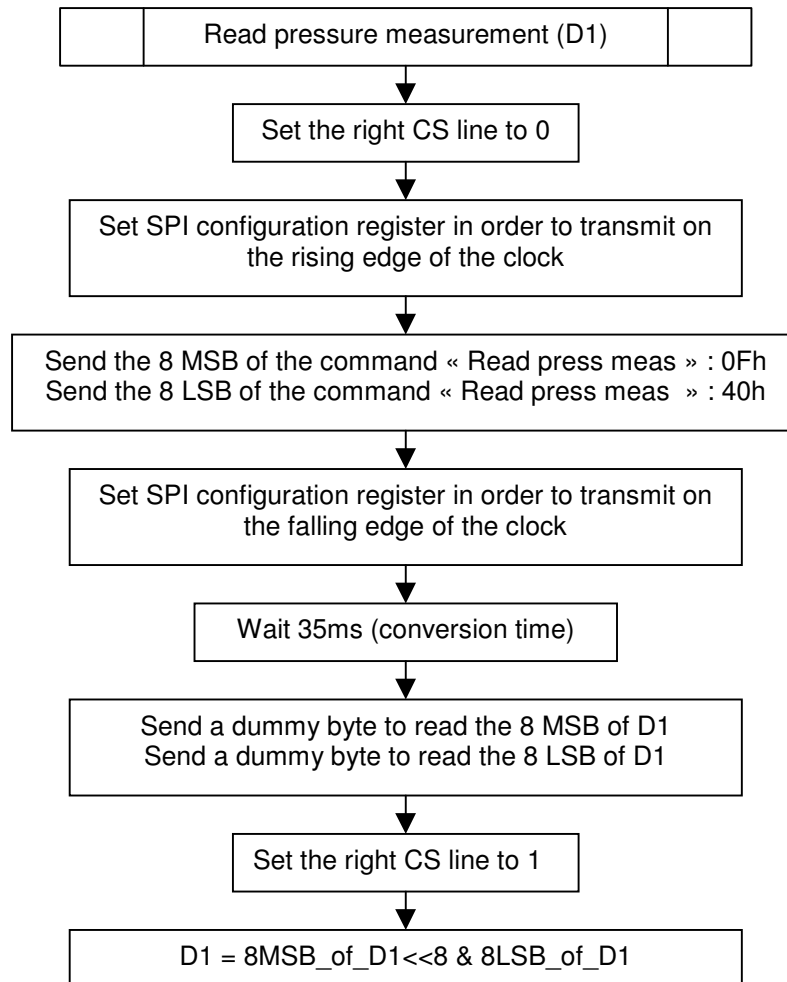 Read pressure measurement (D1)
Set the right CS line to 0
Set SPI configuration register in order to transmit on
the rising edge of the clock
Send the 8 MSB of the command « Read press meas » : 0Fh
Send the 8 LSB of the command « Read press meas  » : 40h
Set SPI configuration register in order to transmit on
the falling edge of the clock
Wait 35ms (conversion time)
Send a dummy byte to read the 8 MSB of D1
Send a dummy byte to read the 8 LSB of D1
Set the right CS line to 1
D1 = 8MSB_of_D1<<8 & 8LSB_of_D1